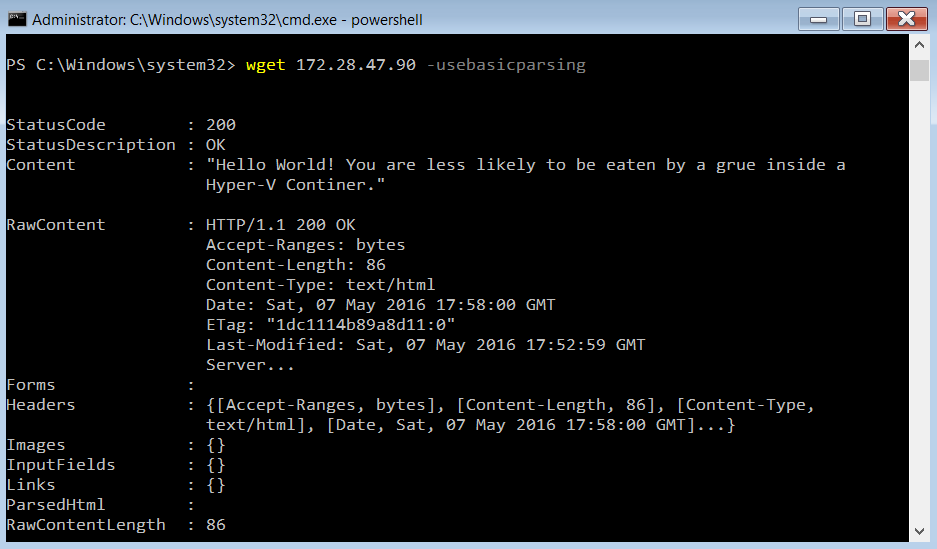 Administrator: C:\Windows\system32\cmd.exe - powershell
PS C:\Windows\system32> wget 172.28.47.90 -usebasicparsing
StatusCode        : 200
StatusDescription : OK
Content           : "Hello World! You are less likely to be eaten by a grue inside a
                    Hyper-V Continer."
RawContent        : HTTP/1.1 200 OK
                    Accept-Ranges: bytes
                    Content-Length: 86
                    Content-Type: text/html
                    Date: Sat, 07 May 2016 17:58:00 GMT
                    ETag: "1dc1114b89a8d11:0"
                    Last-Modified: Sat, 07 May 2016 17:52:59 GMT
                    Server...
Forms             :
Headers           : {[Accept-Ranges, bytes], [Content-Length, 86], [Content-Type,
                    text/html], [Date, Sat, 07 May 2016 17:58:00 GMT]...}
Images            : {}
InputFields       : {}
Links             : {}
ParsedHtml        :
RawContentLength  : 86